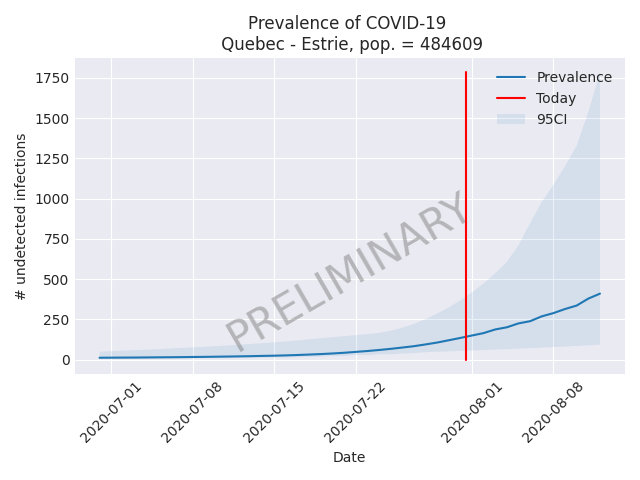 Prevalence of COVID-19
Quebec - Estrie, pop. = 484609
1750
1500
1250
1000
750
500
250
0
# undetected infections
Prevalence
Today
95CI
PRELIMINARY
2020-07-01
2020-07-08
2020-07-15
2020-07-22
2020-08-01
2020-08-08
Date